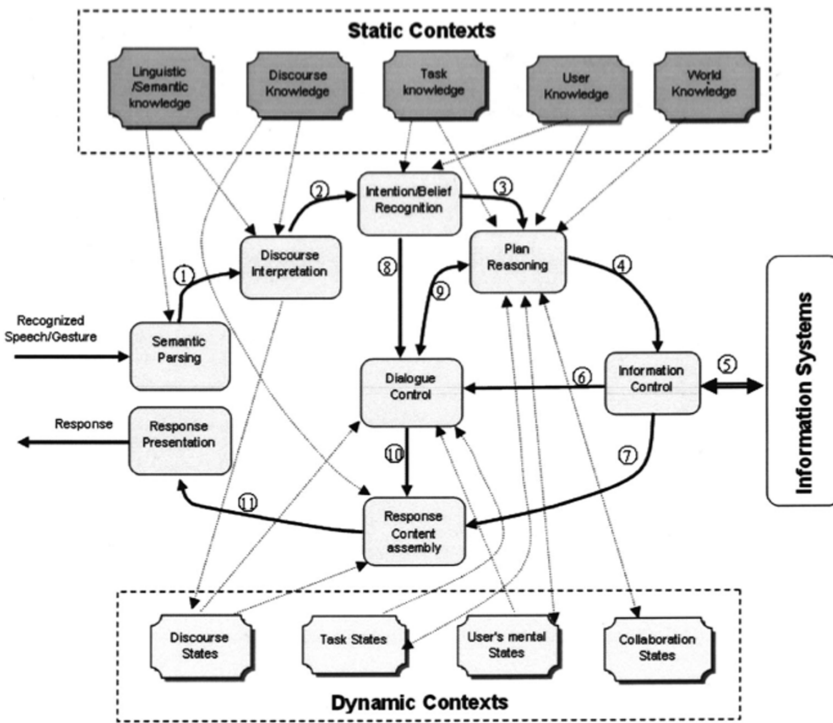 Static Contexts
Linguistic
/Semantic
knowledge
Discourse
Knowledge
Task
knowledge
User
Knowledge
World
Knowledge
②
Intention/Belief
Recognition
③
Discourse
Interpretation
⑧
Plan
Reasoning
④
①
⑨
Recognized
Speech/Gesture
Semantic
Parsing
Dialogue
Control
⑥
Information
Control
⑤
Information Systems
Response
Response
Presentation
⑩
⑦
⑪
Response
Content
assembly
Discourse
States
Task States
User's mental
States
Collaboration
States
Dynamic Contexts